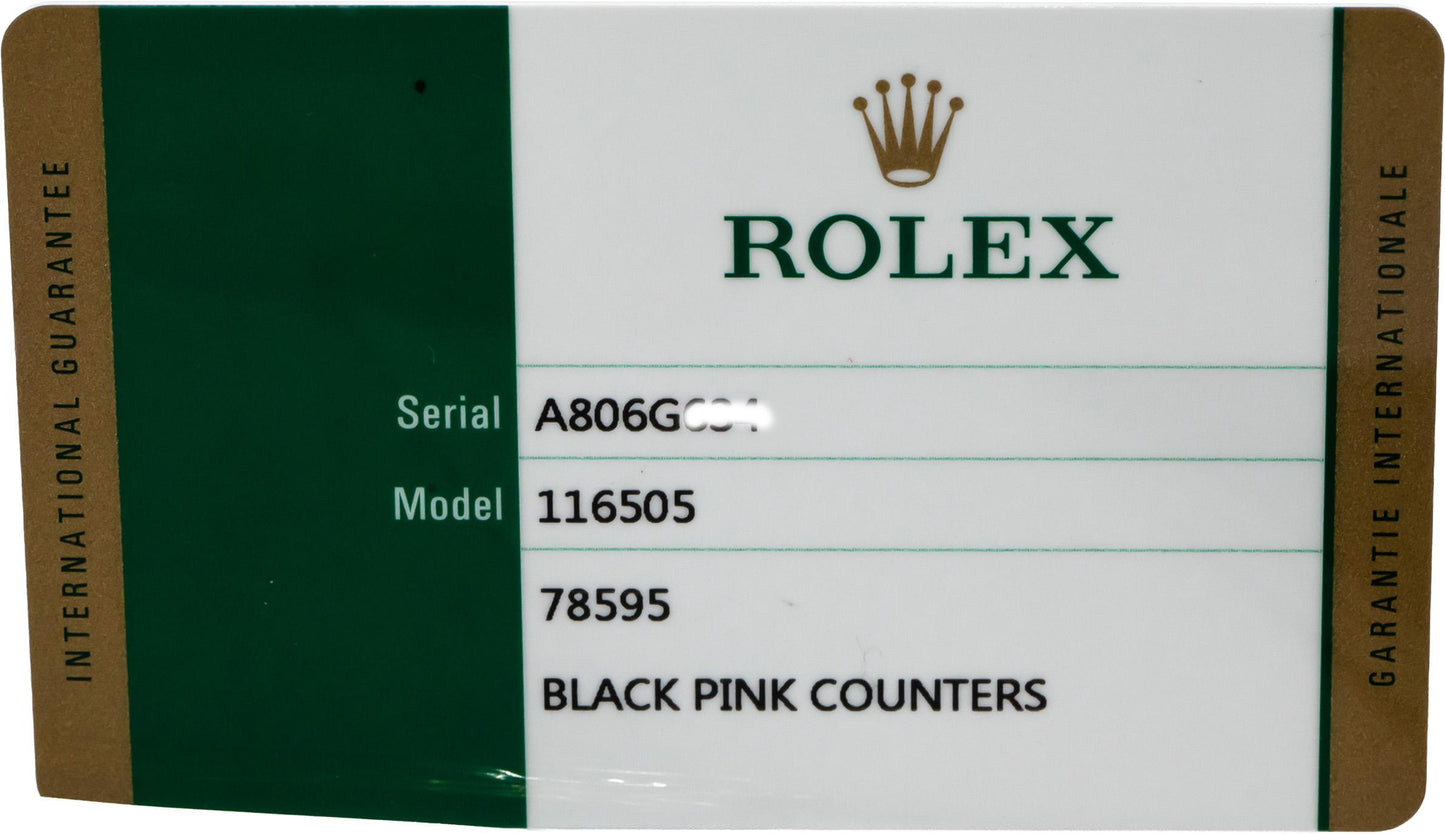 INTERNATIONAL GUARANTEE
ROLEX
Serial A806G
Model 116505
78595
BLACK PINK COUNTERS
GARANTIE INTERNATIONALE